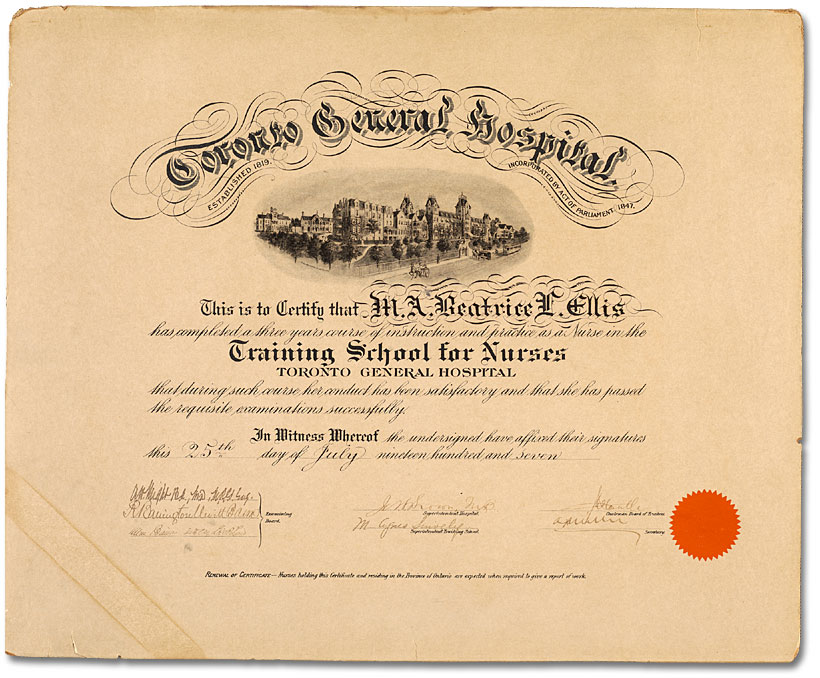 Toronto General Hospital.
ESTABLISHED 1819.
INCORPORATED BY ACT OF PARLIAMENT, 1847.
This is to Certify that M. A. Beatrice L. Ellis
has completed a three years course of instruction and practice as a Nurse in the
Training School for Nurses
TORONTO GENERAL HOSPITAL
that during such course her conduct has been satisfactory and that she has passed
the requisite examinations successfully.
In Witness Whereof the undersigned have affixed their signatures
this 25th day of July nineteen hundred and seven
Examining
Board.
Superintendent Hospital.
Chairman Board of Trustees
M Agnes Snively
Superintendent Training School.
Secretary.
RENEWAL OF CERTIFICATE — Nurses holding this Certificate and residing in the Province of Ontario are expected when required to give a report of work.